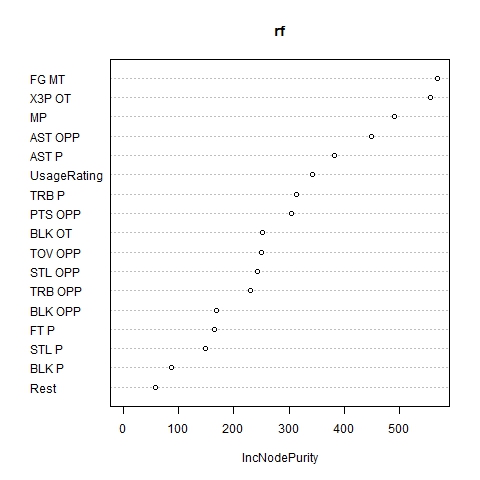 rf
FG MT
X3P OT
MP
AST OPP
AST P
UsageRating
TRB P
PTS OPP
BLK OT
TOV OPP
STL OPP
TRB OPP
BLK OPP
FT P
STL P
BLK P
Rest
0 100 200 300 400 500
IncNodePurity